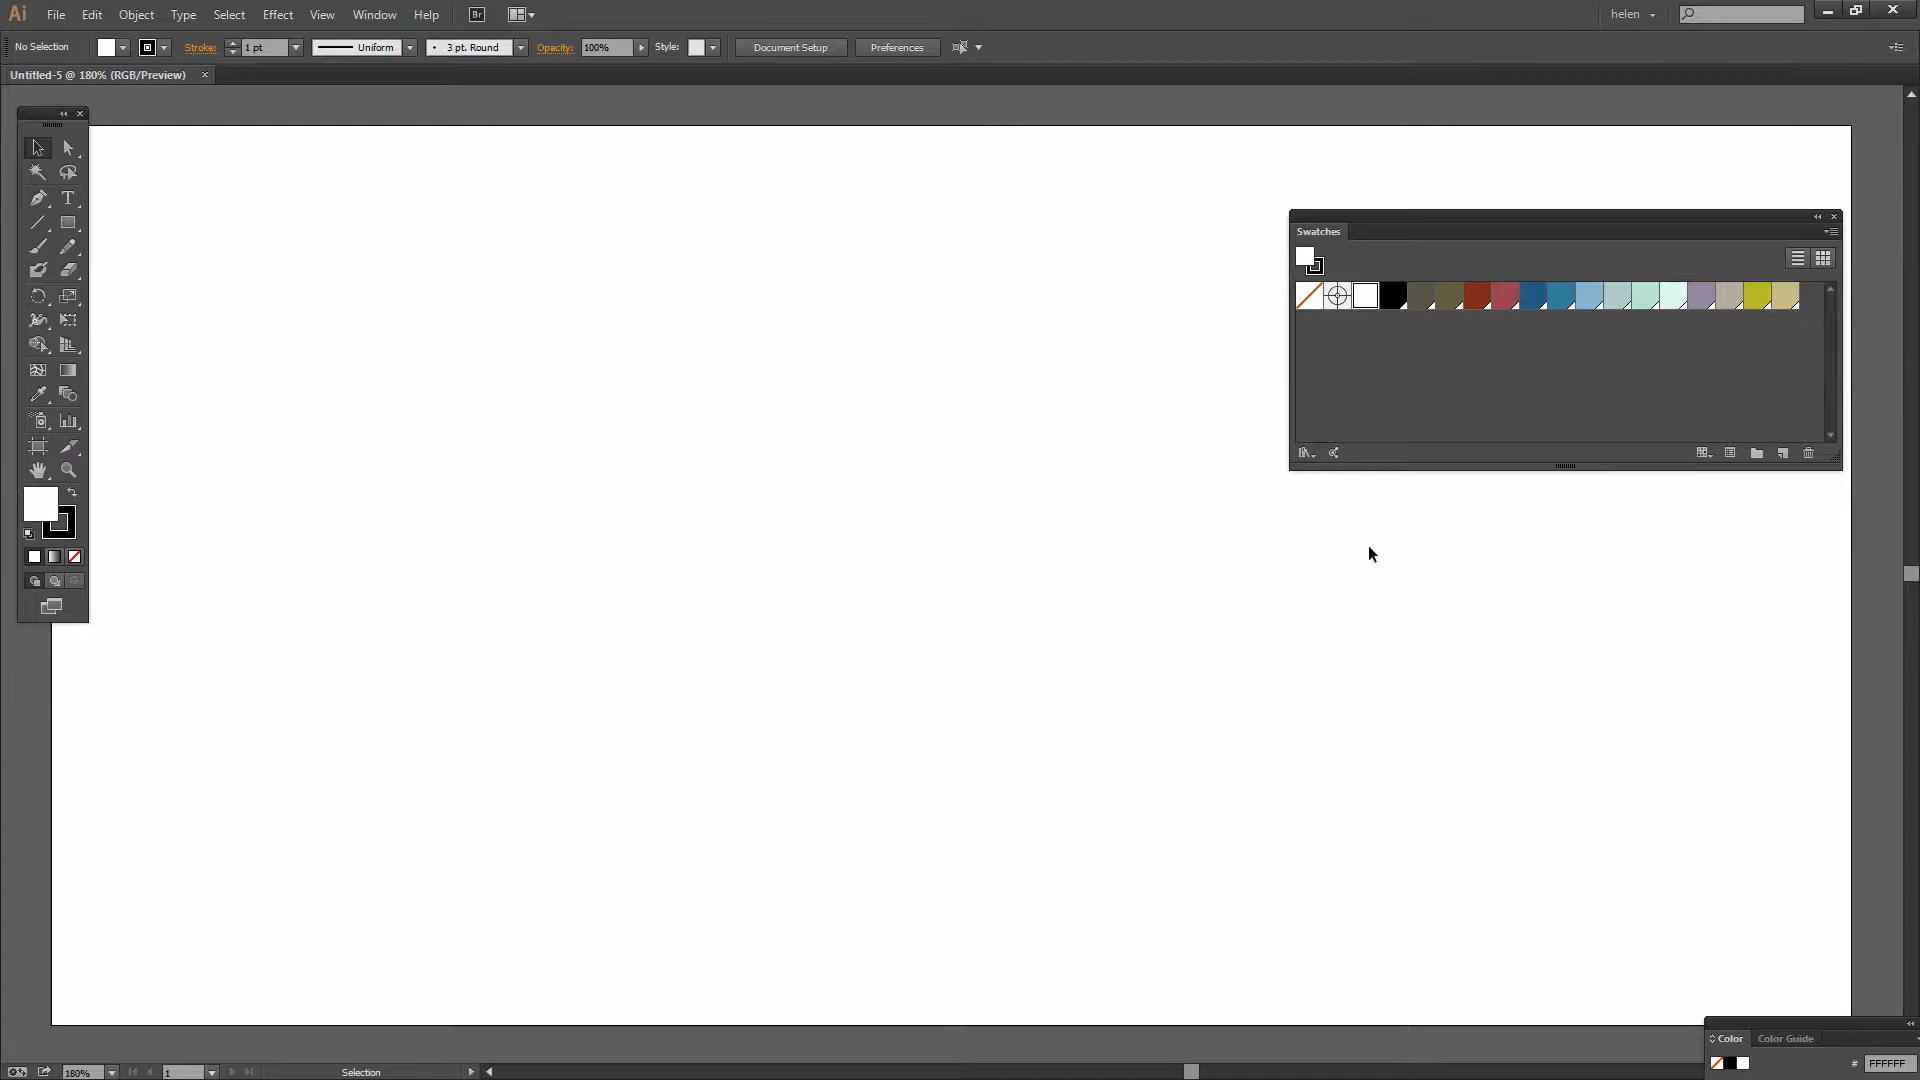 Ai File Edit Object Type Select Effect View Window Help Br helen
No Selection Stroke: 1 pt Uniform 3 pt. Round Opacity: 100% Style: Document Setup Preferences
Untitled-5 @ 180% (RGB/Preview)
Swatches
T
Color Color Guide
# FFFFFF
180% 1 Selection